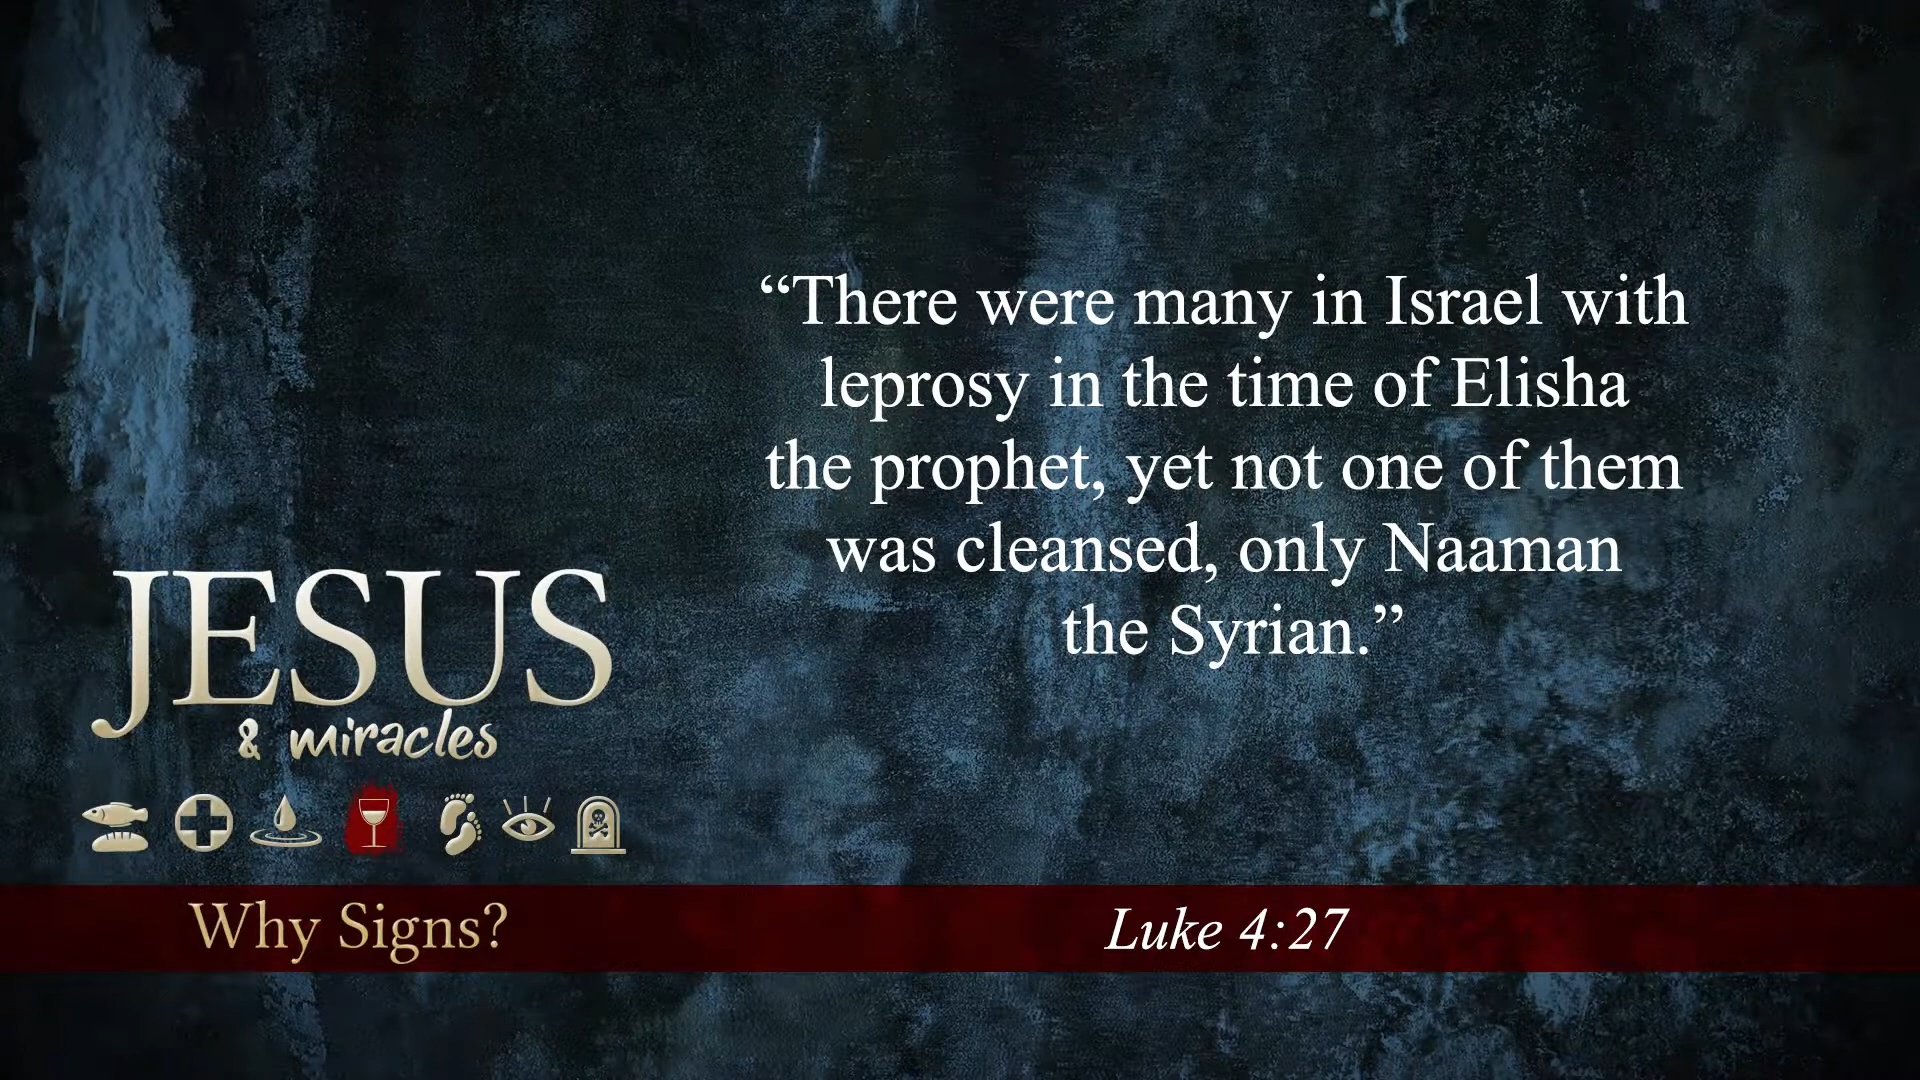 “There were many in Israel with
leprosy in the time of Elisha
the prophet, yet not one of them
was cleansed, only Naaman
the Syrian.”
JESUS
& miracles
Why Signs?
Luke 4:27